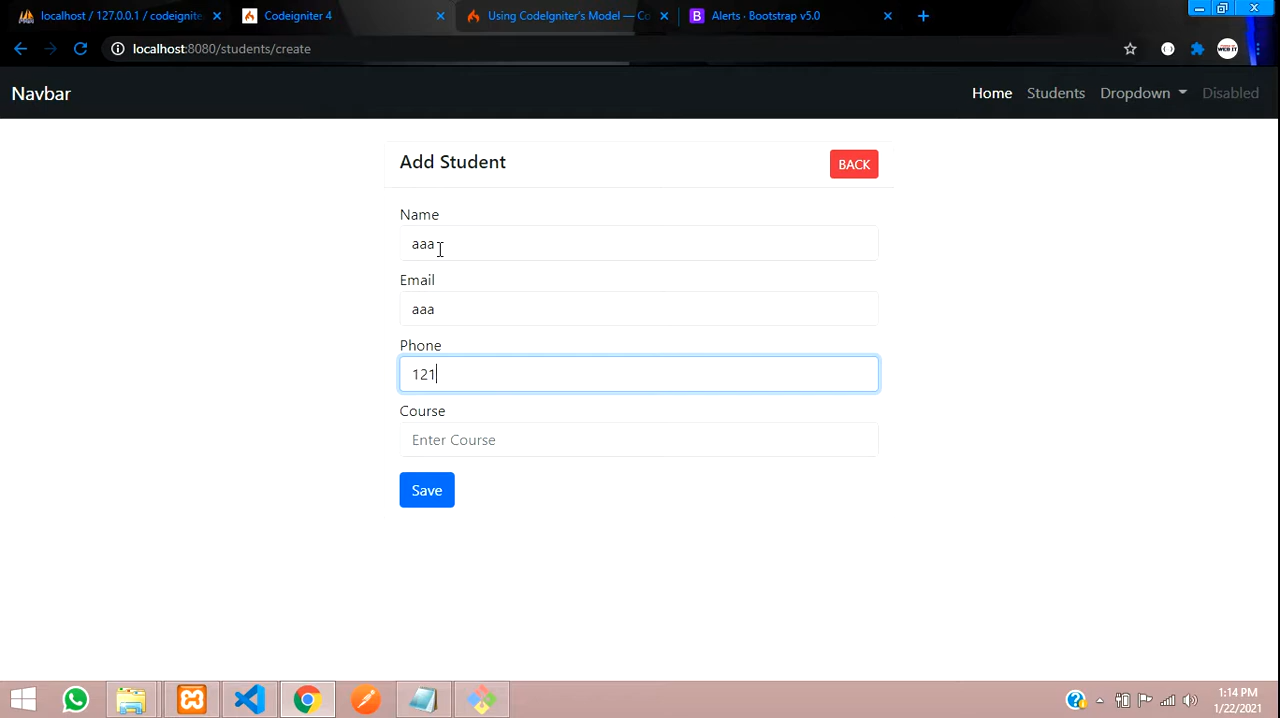 localhost / 127.0.0.1 / codeignite
Codeigniter 4
Using CodeIgniter's Model — Co
B Alerts · Bootstrap v5.0
localhost:8080/students/create
WEB IT
Navbar
Home Students Dropdown Disabled
Add Student
BACK
Name
aaa
Email
aaa
Phone
121
Course
Enter Course
Save
1:14 PM
1/22/2021